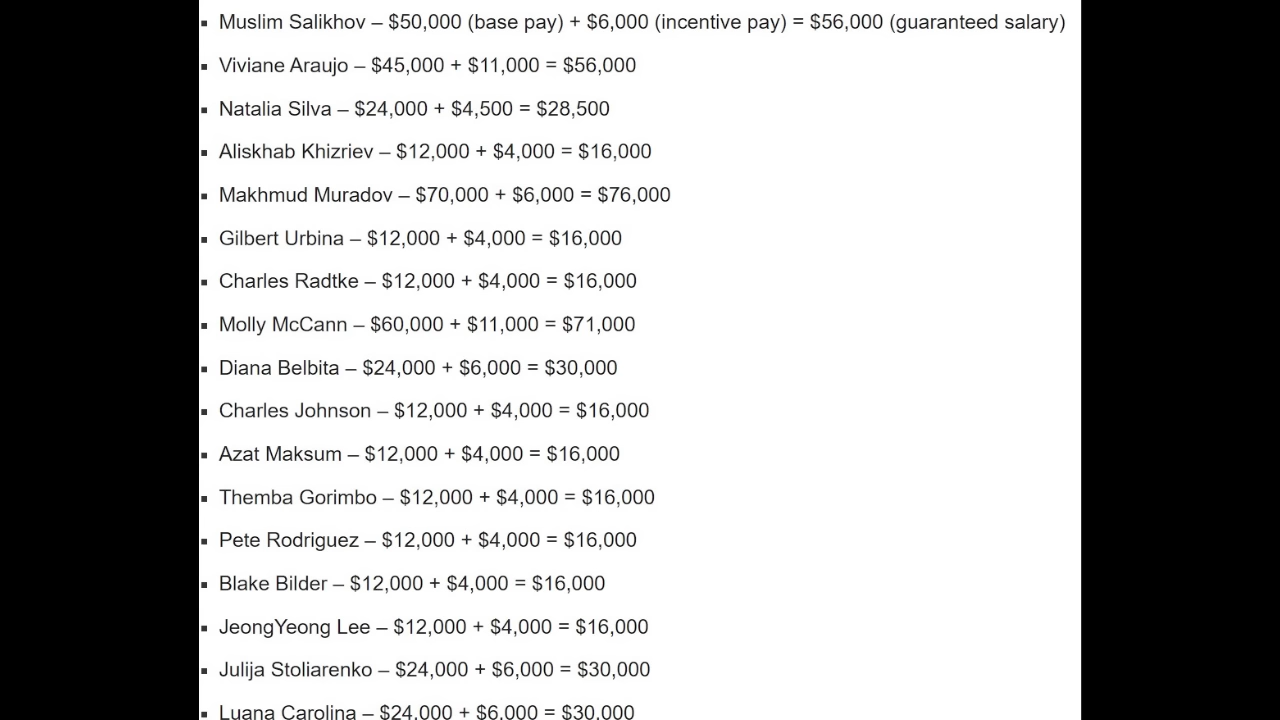 ▪ Muslim Salikhov – $50,000 (base pay) + $6,000 (incentive pay) = $56,000 (guaranteed salary)
▪ Viviane Araujo – $45,000 + $11,000 = $56,000
▪ Natalia Silva – $24,000 + $4,500 = $28,500
▪ Aliskhab Khizriev – $12,000 + $4,000 = $16,000
▪ Makhmud Muradov – $70,000 + $6,000 = $76,000
▪ Gilbert Urbina – $12,000 + $4,000 = $16,000
▪ Charles Radtke – $12,000 + $4,000 = $16,000
▪ Molly McCann – $60,000 + $11,000 = $71,000
▪ Diana Belbita – $24,000 + $6,000 = $30,000
▪ Charles Johnson – $12,000 + $4,000 = $16,000
▪ Azat Maksum – $12,000 + $4,000 = $16,000
▪ Themba Gorimbo – $12,000 + $4,000 = $16,000
▪ Pete Rodriguez – $12,000 + $4,000 = $16,000
▪ Blake Bilder – $12,000 + $4,000 = $16,000
▪ JeongYeong Lee – $12,000 + $4,000 = $16,000
▪ Julija Stoliarenko – $24,000 + $6,000 = $30,000
▪ Luana Carolina – $24,000 + $6,000 = $30,000